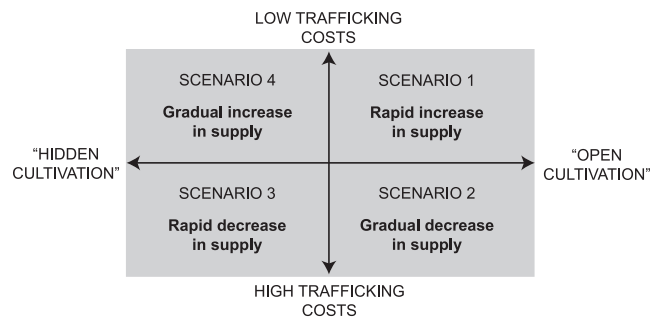 LOW TRAFFICKING
COSTS
SCENARIO 4
Gradual increase
in supply
SCENARIO 1
Rapid increase
in supply
“HIDDEN
CULTIVATION”
“OPEN
CULTIVATION”
SCENARIO 3
Rapid decrease
in supply
SCENARIO 2
Gradual decrease
in supply
HIGH TRAFFICKING
COSTS